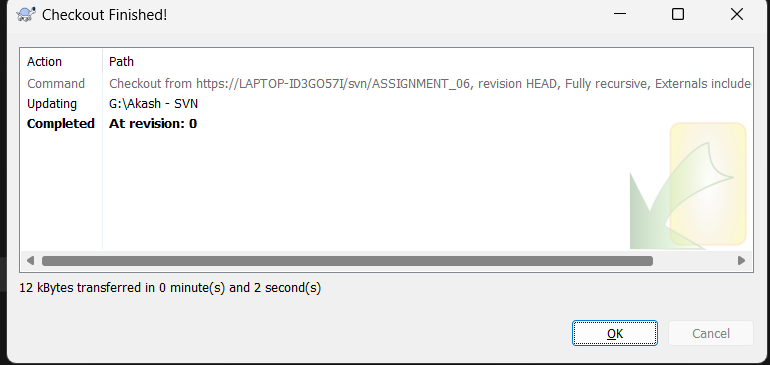 Checkout Finished!
Action Path
Command Checkout from https://LAPTOP-ID3GO57I/svn/ASSIGNMENT_06, revision HEAD, Fully recursive, Externals include
Updating G:\Akash - SVN
Completed At revision: 0
12 kBytes transferred in 0 minute(s) and 2 second(s)
OK Cancel